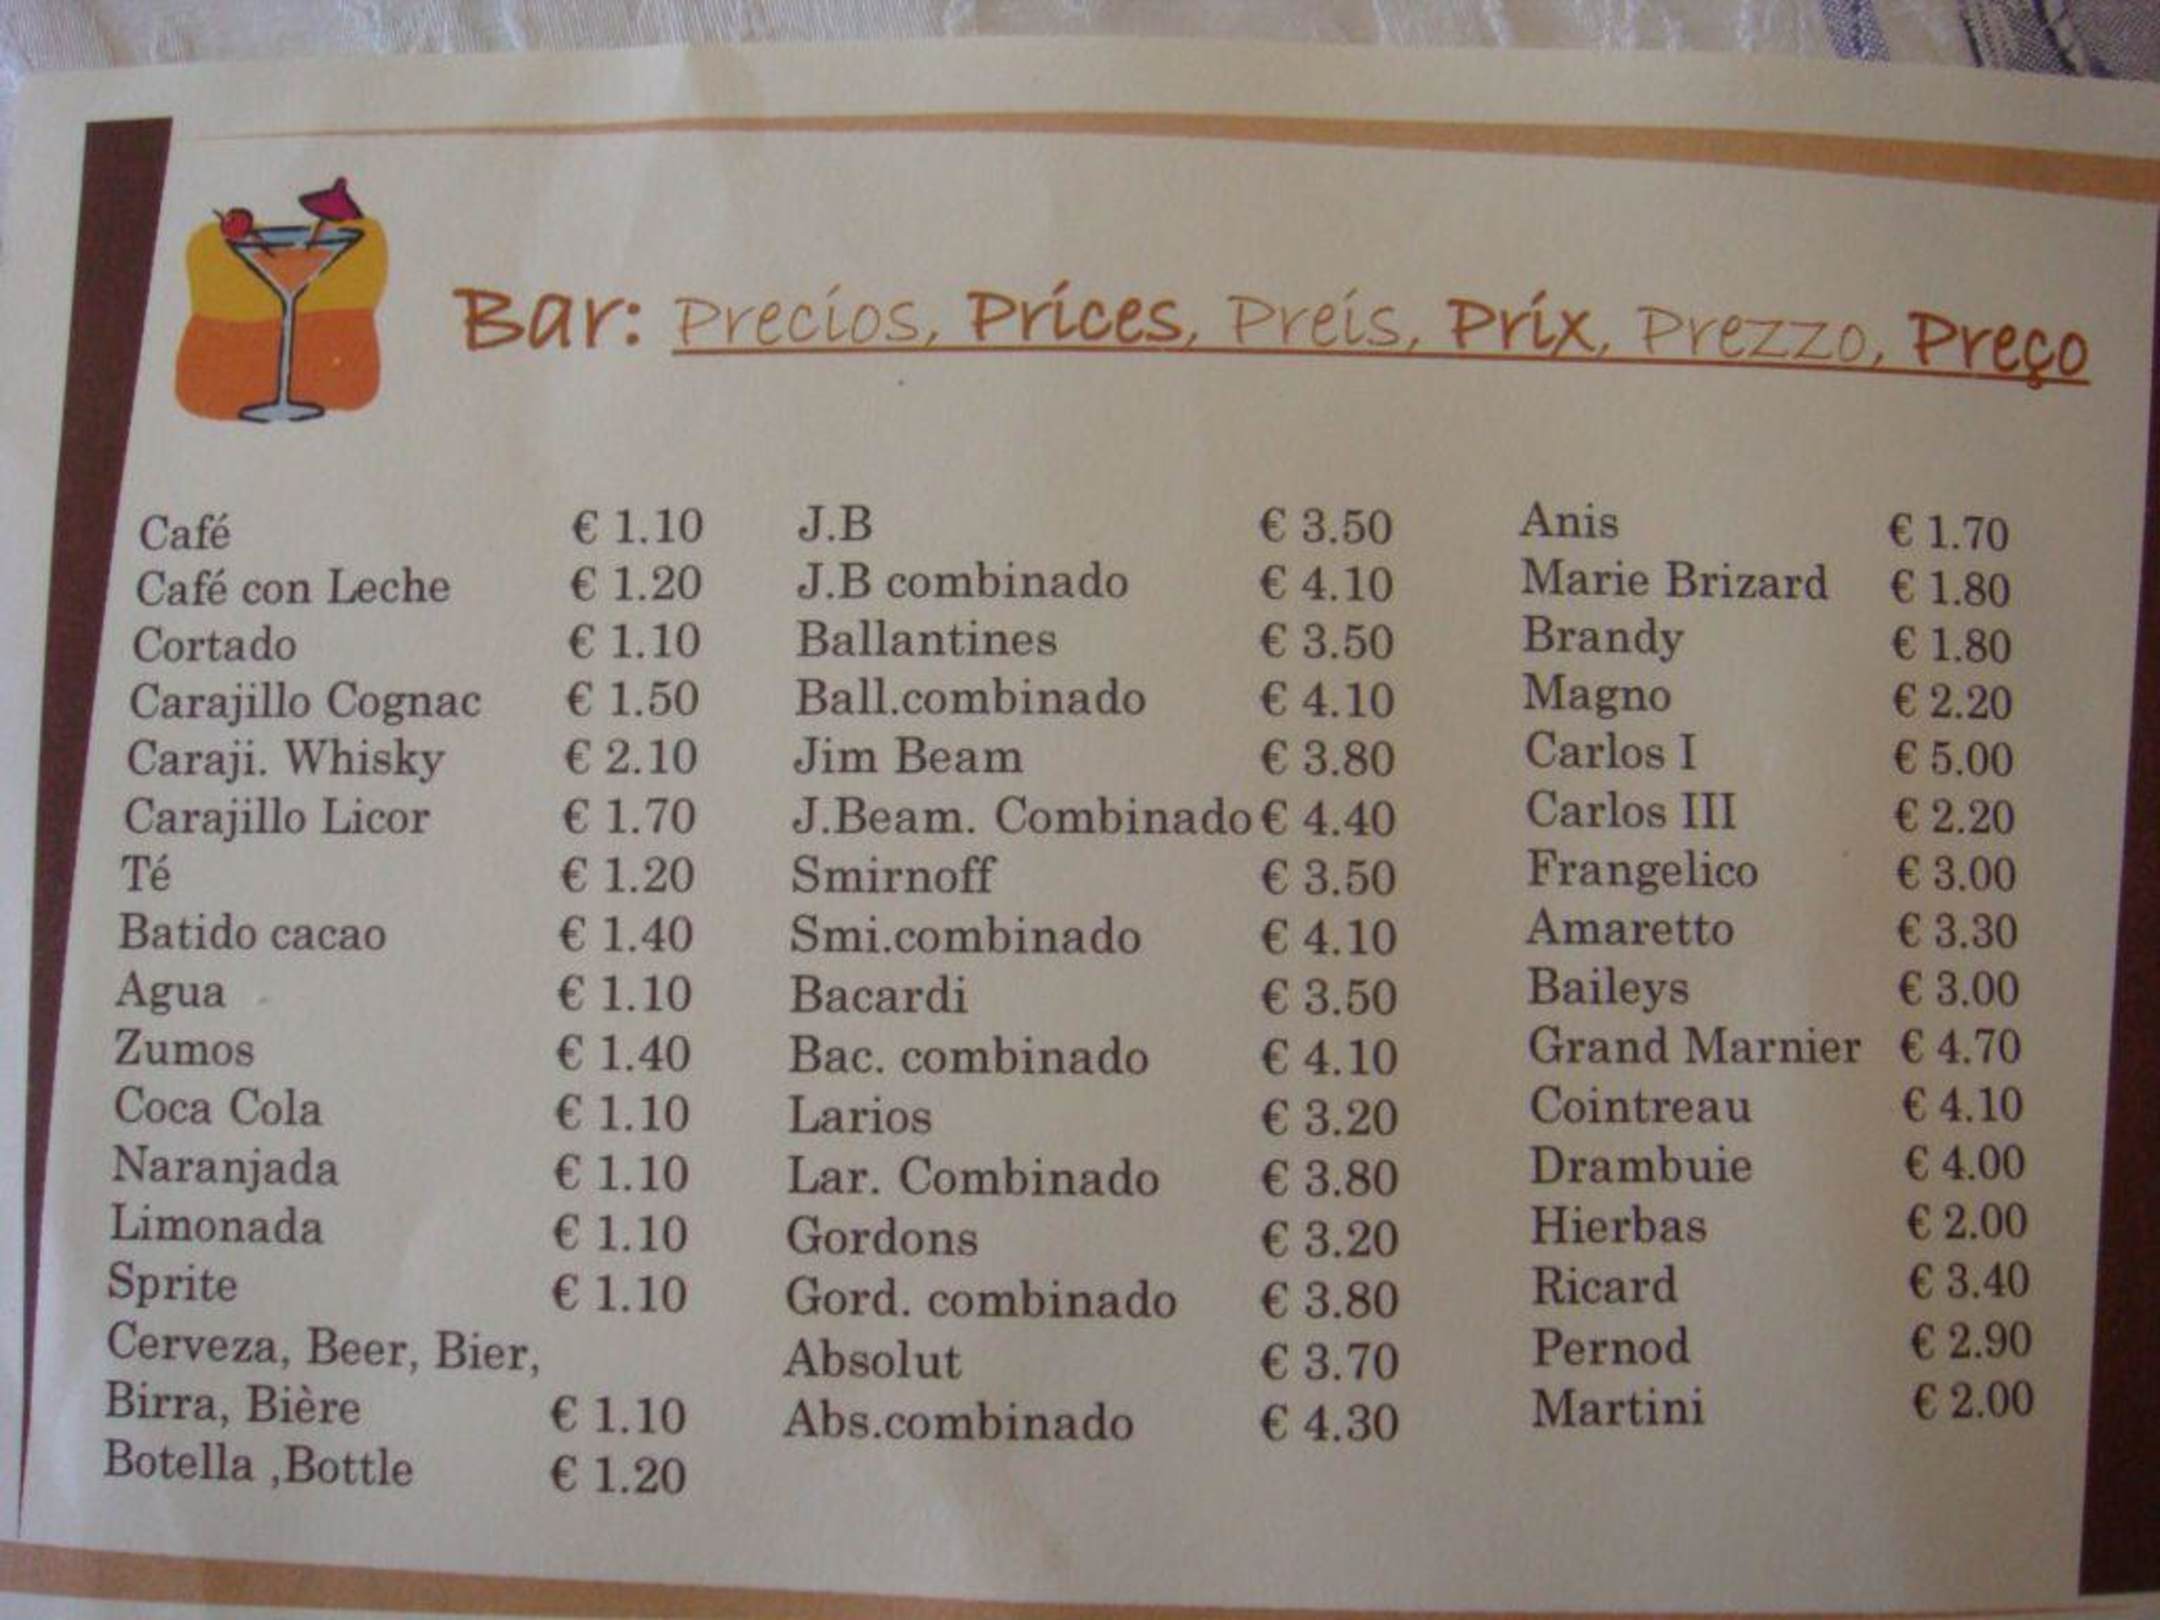 Bar: Precios, Prices, Preis, Prix, Prezzo, Preço
Café € 1.10
Café con Leche € 1.20
Cortado € 1.10
Carajillo Cognac € 1.50
Caraji. Whisky € 2.10
Carajillo Licor € 1.70
Té € 1.20
Batido cacao € 1.40
Agua € 1.10
Zumos € 1.40
Coca Cola € 1.10
Naranjada € 1.10
Limonada € 1.10
Sprite € 1.10
Cerveza, Beer, Bier,
Birra, Bière € 1.10
Botella ,Bottle € 1.20
J.B € 3.50
J.B combinado € 4.10
Ballantines € 3.50
Ball.combinado € 4.10
Jim Beam € 3.80
J.Beam. Combinado € 4.40
Smirnoff € 3.50
Smi.combinado € 4.10
Bacardi € 3.50
Bac. combinado € 4.10
Larios € 3.20
Lar. Combinado € 3.80
Gordons € 3.20
Gord. combinado € 3.80
Absolut € 3.70
Abs.combinado € 4.30
Anis € 1.70
Marie Brizard € 1.80
Brandy € 1.80
Magno € 2.20
Carlos I € 5.00
Carlos III € 2.20
Frangelico € 3.00
Amaretto € 3.30
Baileys € 3.00
Grand Marnier € 4.70
Cointreau € 4.10
Drambuie € 4.00
Hierbas € 2.00
Ricard € 3.40
Pernod € 2.90
Martini € 2.00